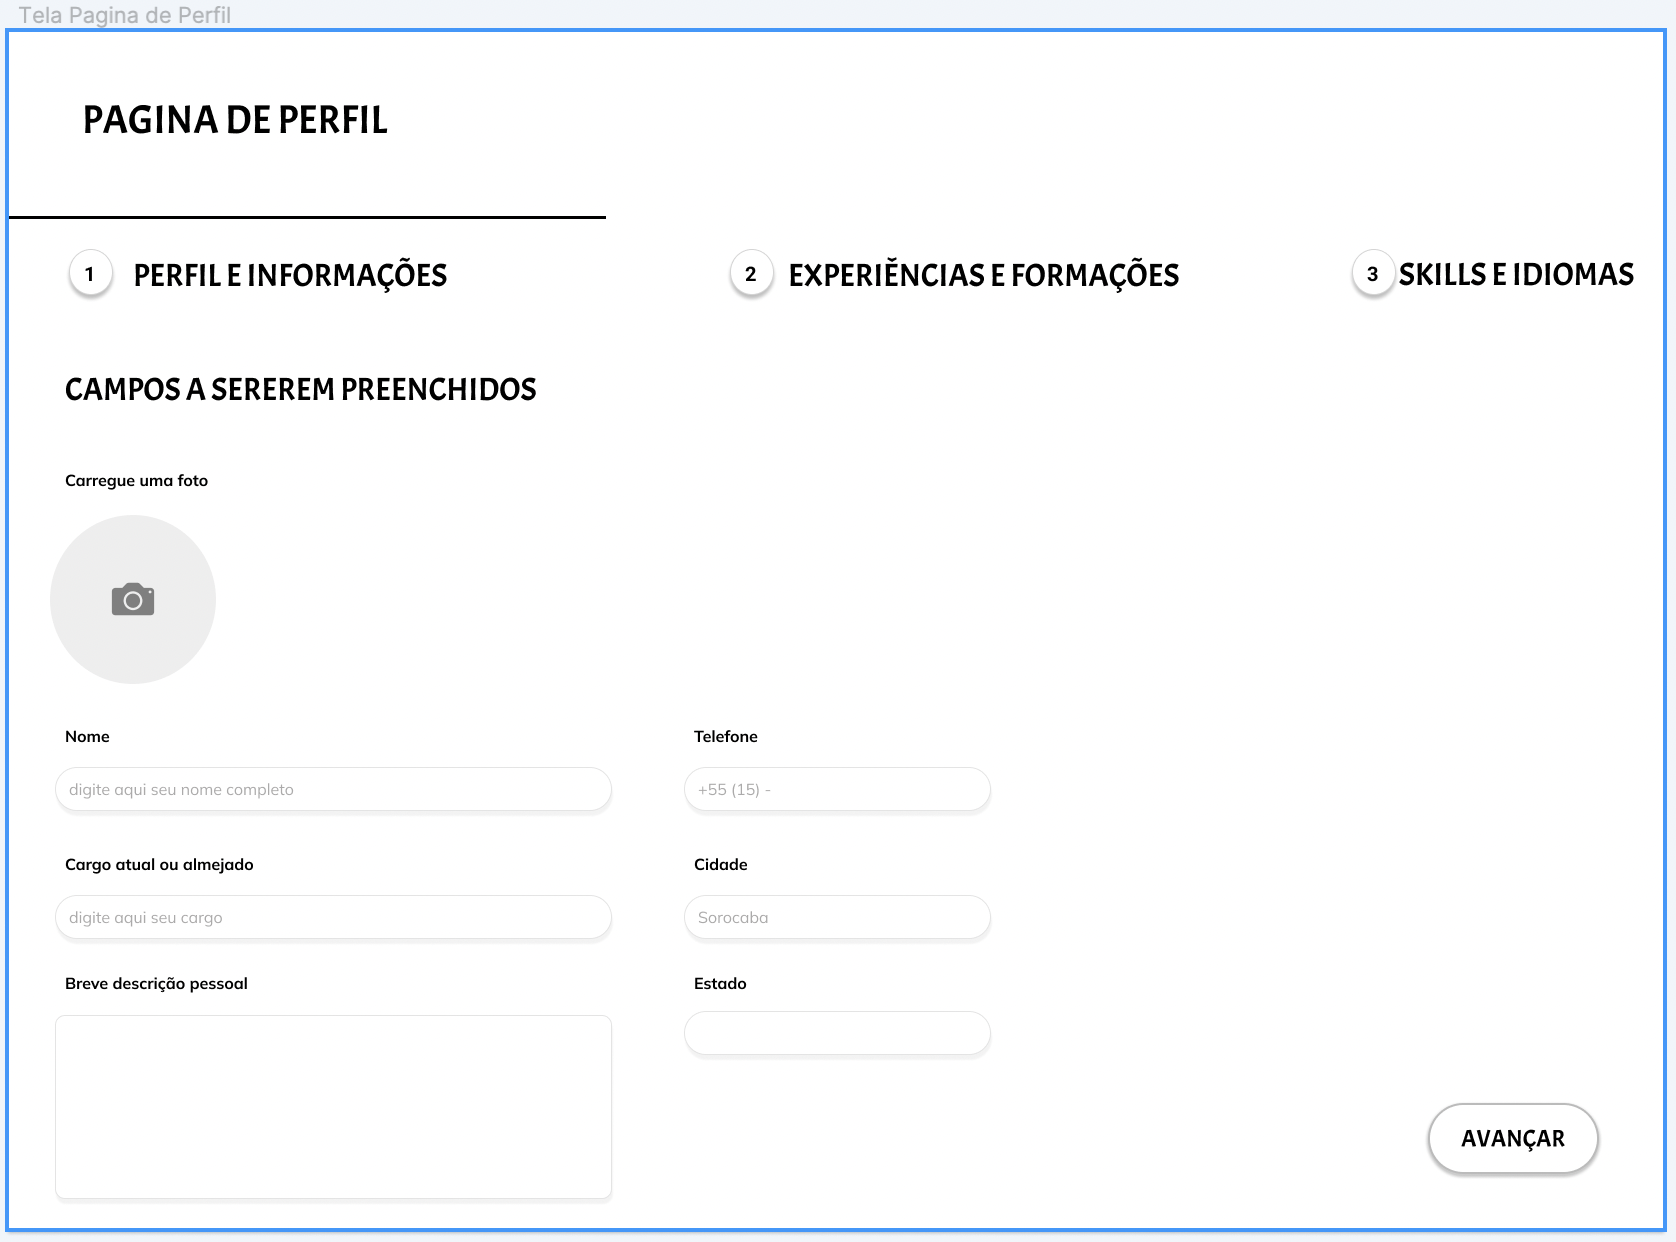 Tela Pagina de Perfil
PAGINA DE PERFIL
1 PERFIL E INFORMAÇÕES
2 EXPERIÊNCIAS E FORMAÇÕES
3 SKILLS E IDIOMAS
CAMPOS A SEREREM PREENCHIDOS
Carregue uma foto
Nome
Telefone
digite aqui seu nome completo
+55 (15) -
Cargo atual ou almejado
Cidade
digite aqui seu cargo
Sorocaba
Breve descrição pessoal
Estado
AVANÇAR